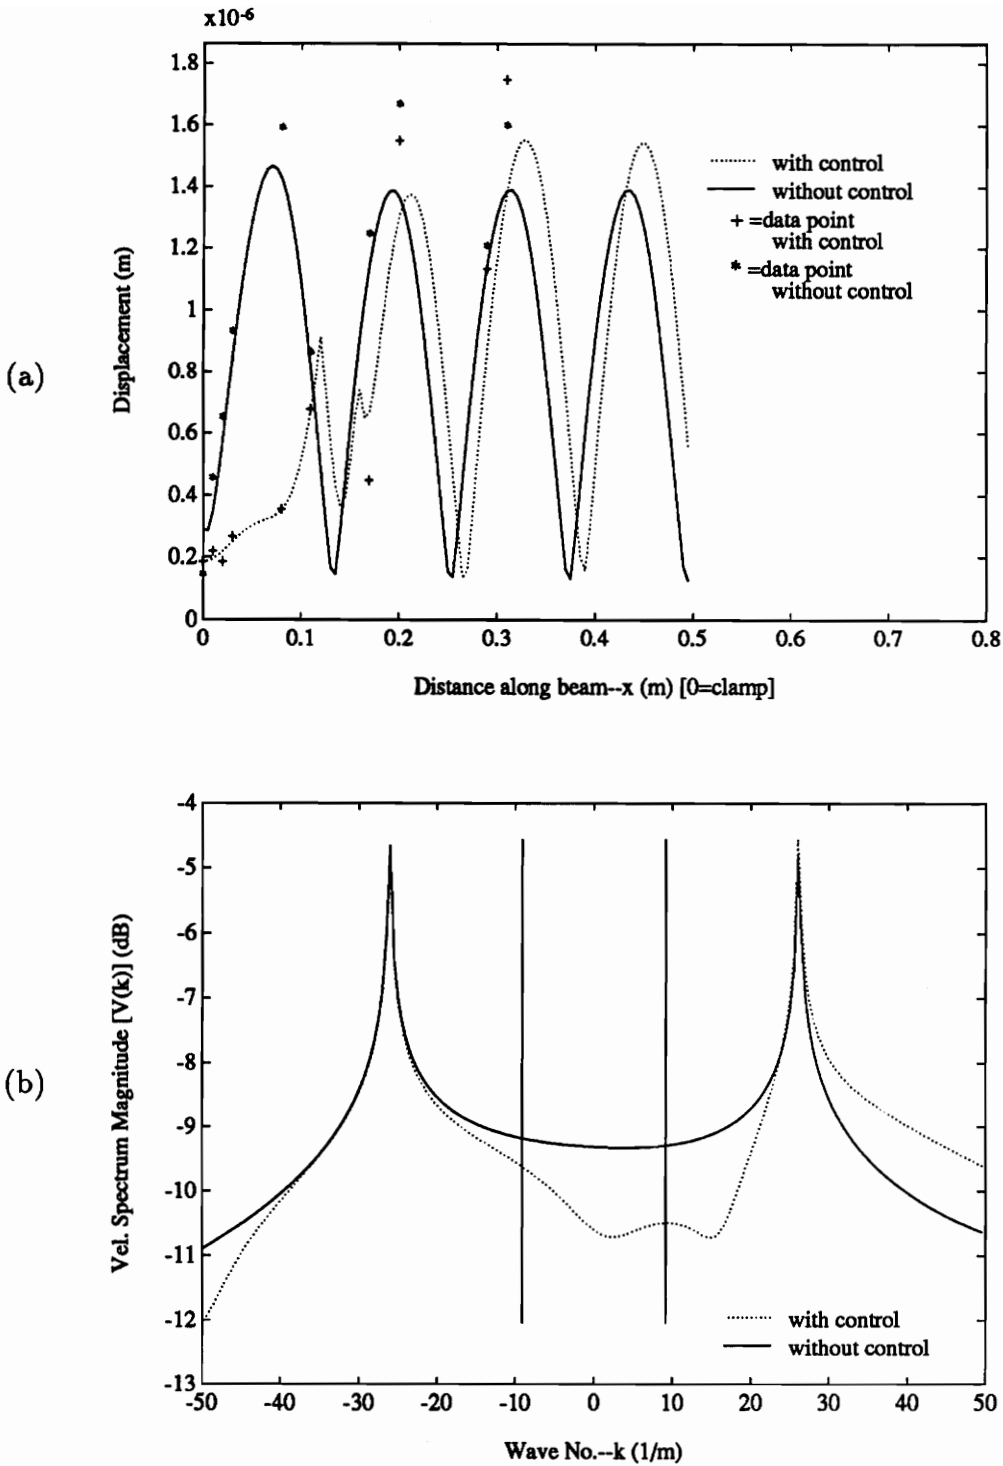 x10-6
1.8
1.6
1.4
1.2
1
0.8
0.6
0.4
0.2
0
0 0.1 0.2 0.3 0.4 0.5 0.6 0.7 0.8
Displacement (m)
Distance along beam--x (m) [0=clamp]
with control
without control
+ =data point
with control
* =data point
without control
(a)
-4
-5
-6
-7
-8
-9
-10
-11
-12
-13
-50 -40 -30 -20 -10 0 10 20 30 40 50
Vel. Spectrum Magnitude [V(k)] (dB)
Wave No.--k (1/m)
with control
without control
(b)